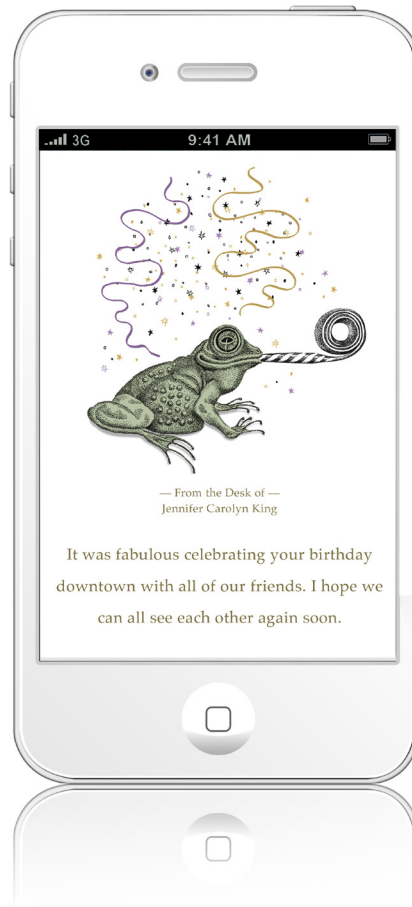 3G 9:41 AM
— From the Desk of —
Jennifer Carolyn King
It was fabulous celebrating your birthday
downtown with all of our friends. I hope we
can all see each other again soon.